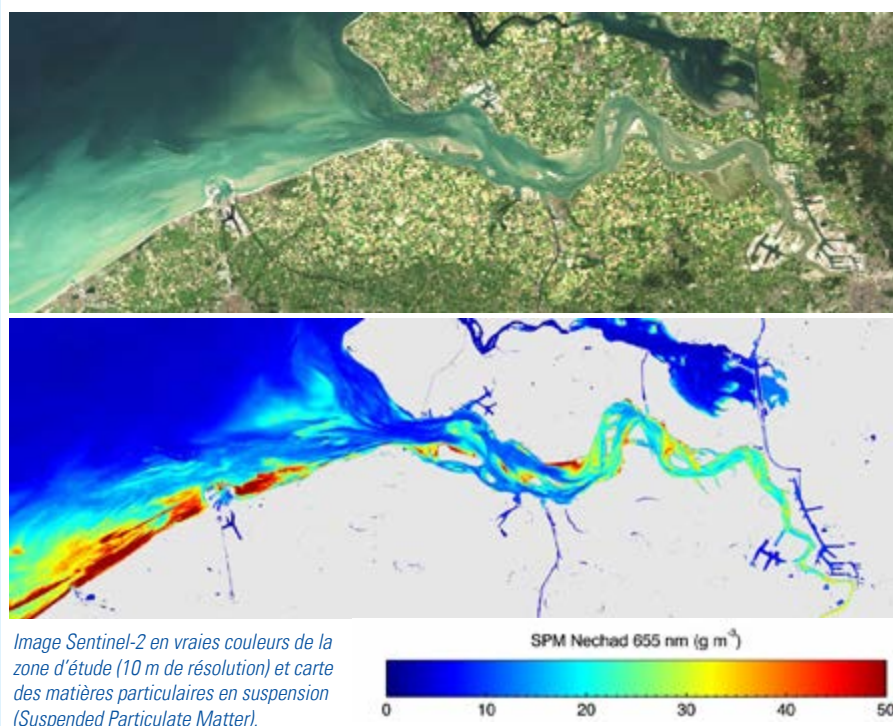 Image Sentinel-2 en vraies couleurs de la
zone d'étude (10 m de résolution) et carte
des matières particulaires en suspension
(Suspended Particulate Matter).
SPM Nechad 655 nm (g m⁻³)
0 10 20 30 40 50